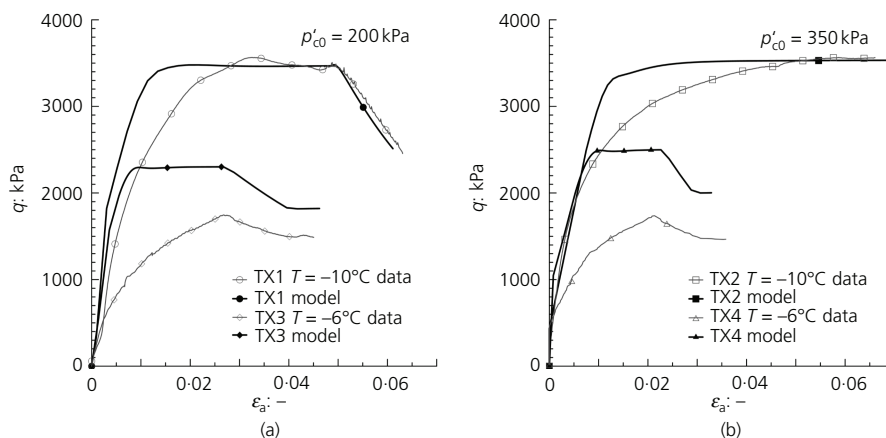 4000
3000
2000
1000
0
q: kPa
p′c0 = 200 kPa
TX1 T = –10°C data
TX1 model
TX3 T = –6°C data
TX3 model
0
0·02
0·04
0·06
εa: –
(a)
4000
3000
2000
1000
0
q: kPa
p′c0 = 350 kPa
TX2 T = –10°C data
TX2 model
TX4 T = –6°C data
TX4 model
0
0·02
0·04
0·06
εa: –
(b)